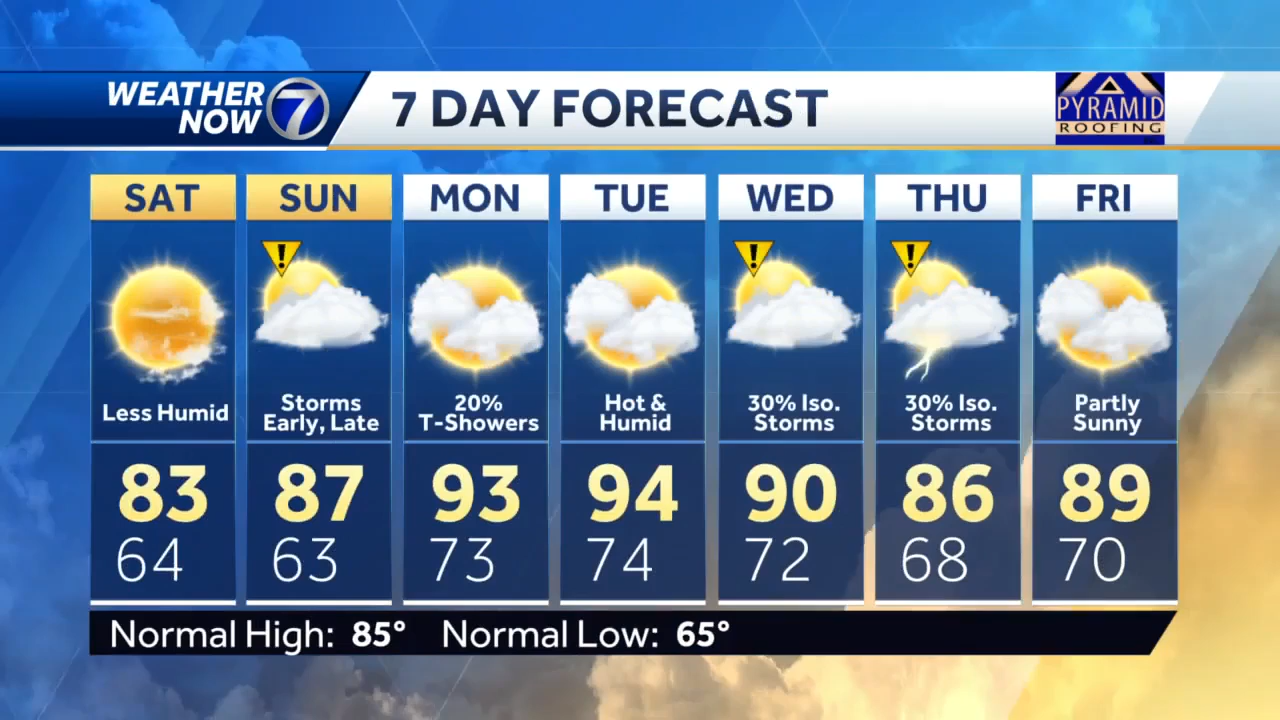 WEATHER
NOW
7
7 DAY FORECAST
PYRAMID
ROOFING
SAT
SUN
MON
TUE
WED
THU
FRI
!
!
!
Less Humid
Storms
Early, Late
20%
T-Showers
Hot &
Humid
30% Iso.
Storms
30% Iso.
Storms
Partly
Sunny
83
87
93
94
90
86
89
64
63
73
74
72
68
70
Normal High: 85° Normal Low: 65°